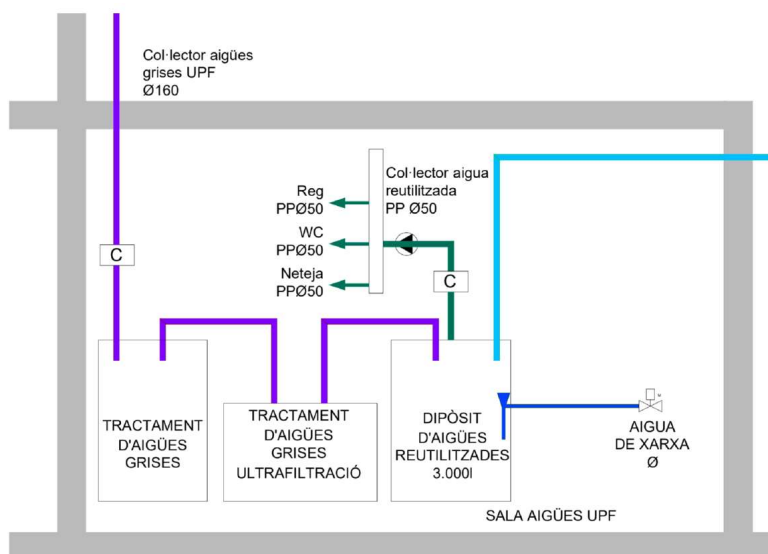 Col·lector aigües
grises UPF
Ø160
Col·lector aigua
reutilitzada
PP Ø50
Reg
PPØ50
WC
PPØ50
Neteja
PPØ50
C
C
TRACTAMENT
D'AIGÜES
GRISES
TRACTAMENT
D'AIGÜES
GRISES
ULTRAFILTRACIÓ
DIPÒSIT
D'AIGÜES
REUTILITZADES
3.000l
AIGUA
DE XARXA
Ø
SALA AIGÜES UPF